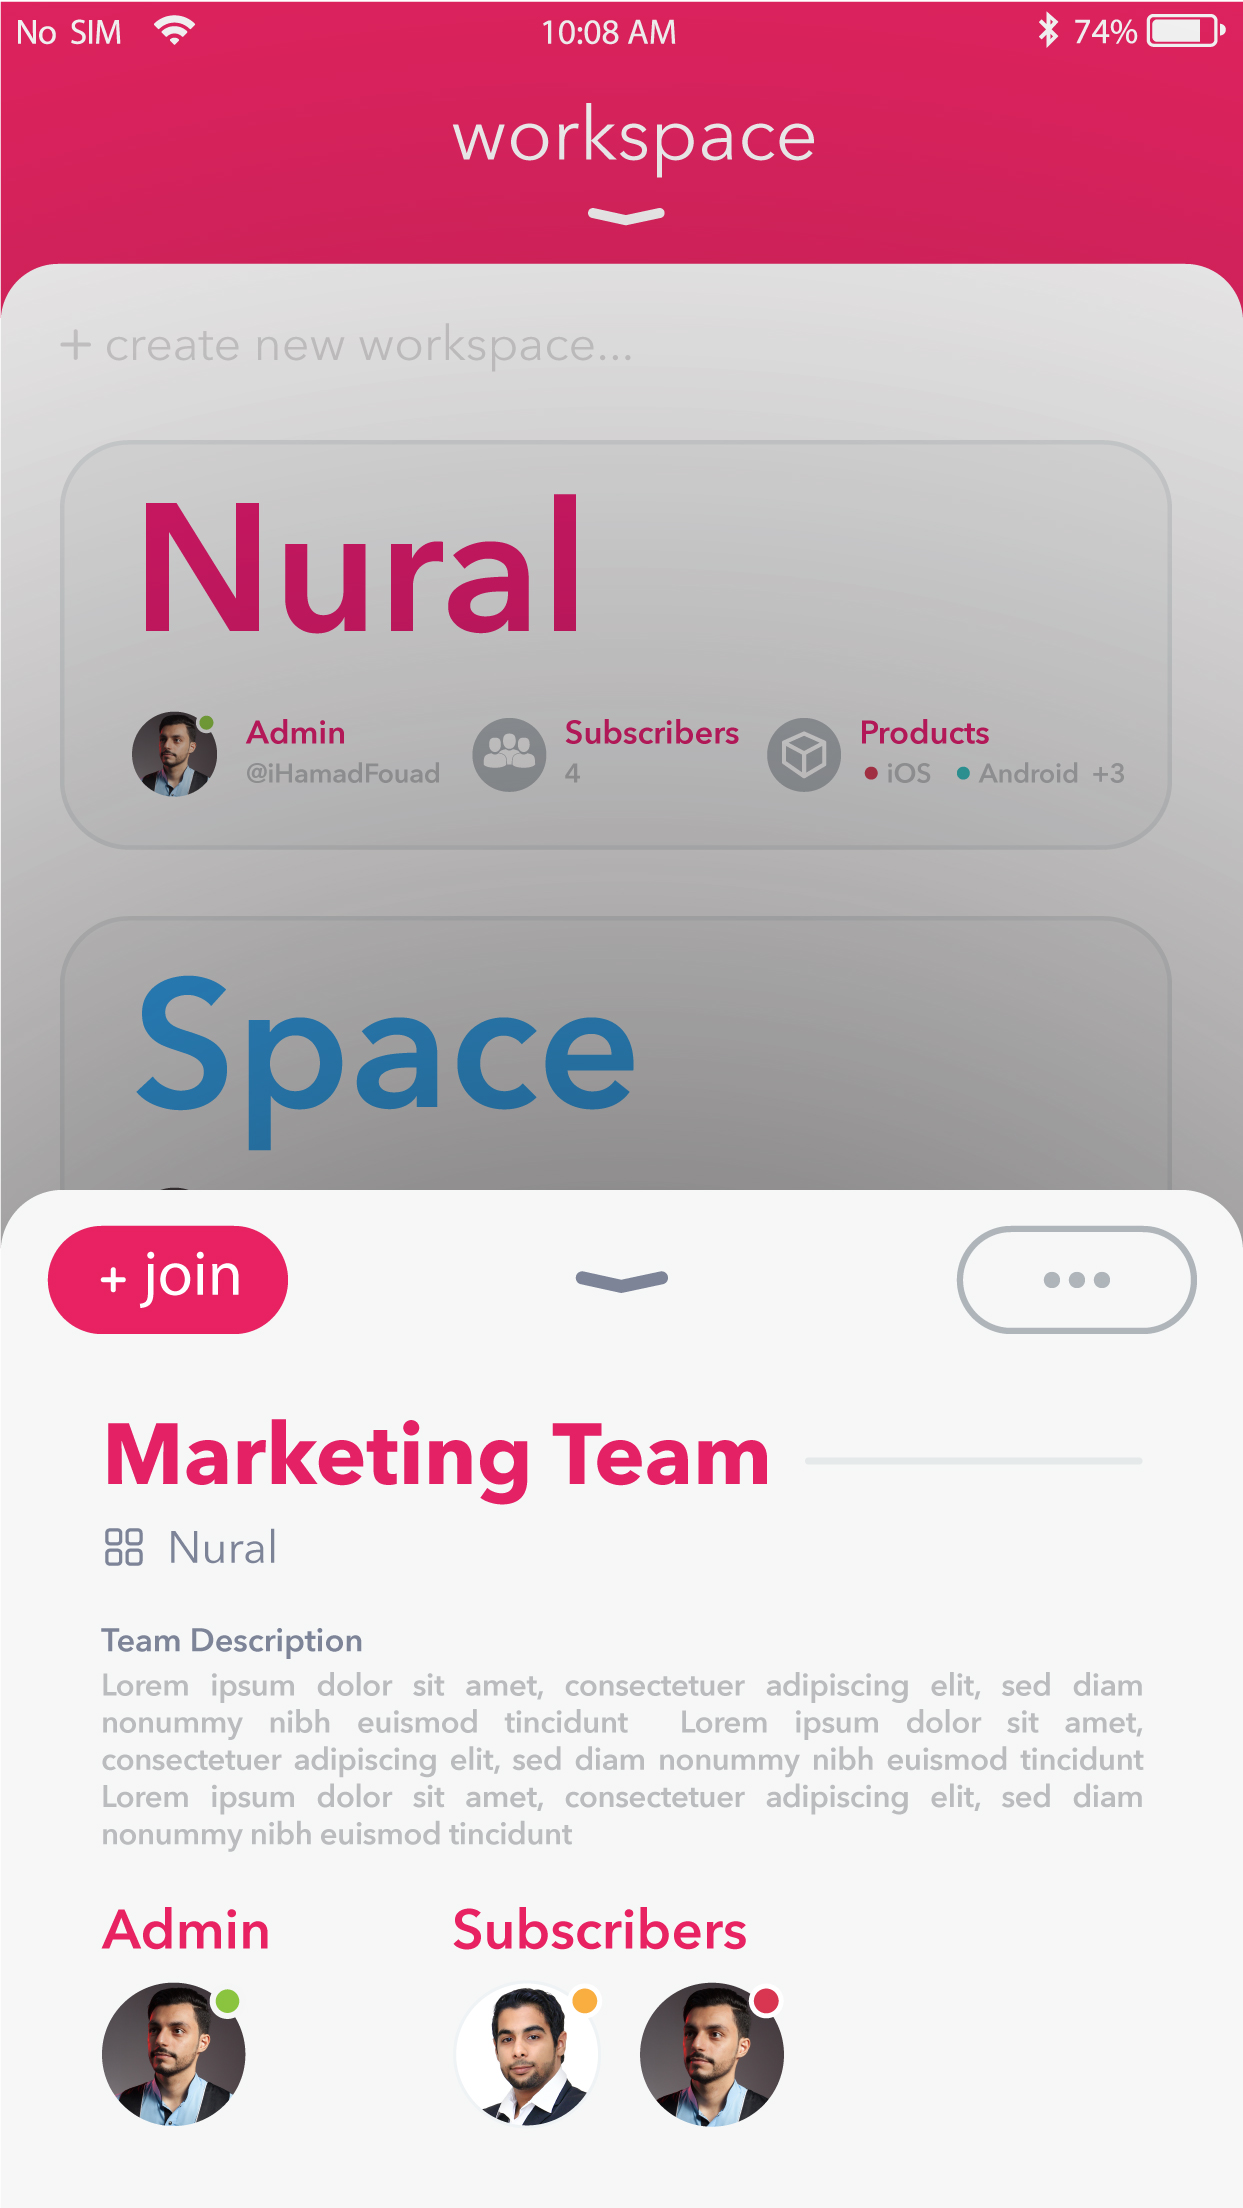 No SIM 10:08 AM 74%
workspace
+ create new workspace...
Nural
Admin Subscribers Products
@iHamadFouad 4 iOS Android +3
Space
+ join
Marketing Team
Nural
Team Description
Lorem ipsum dolor sit amet, consectetuer adipiscing elit, sed diam
nonummy nibh euismod tincidunt Lorem ipsum dolor sit amet,
consectetuer adipiscing elit, sed diam nonummy nibh euismod tincidunt
Lorem ipsum dolor sit amet, consectetuer adipiscing elit, sed diam
nonummy nibh euismod tincidunt
Admin Subscribers